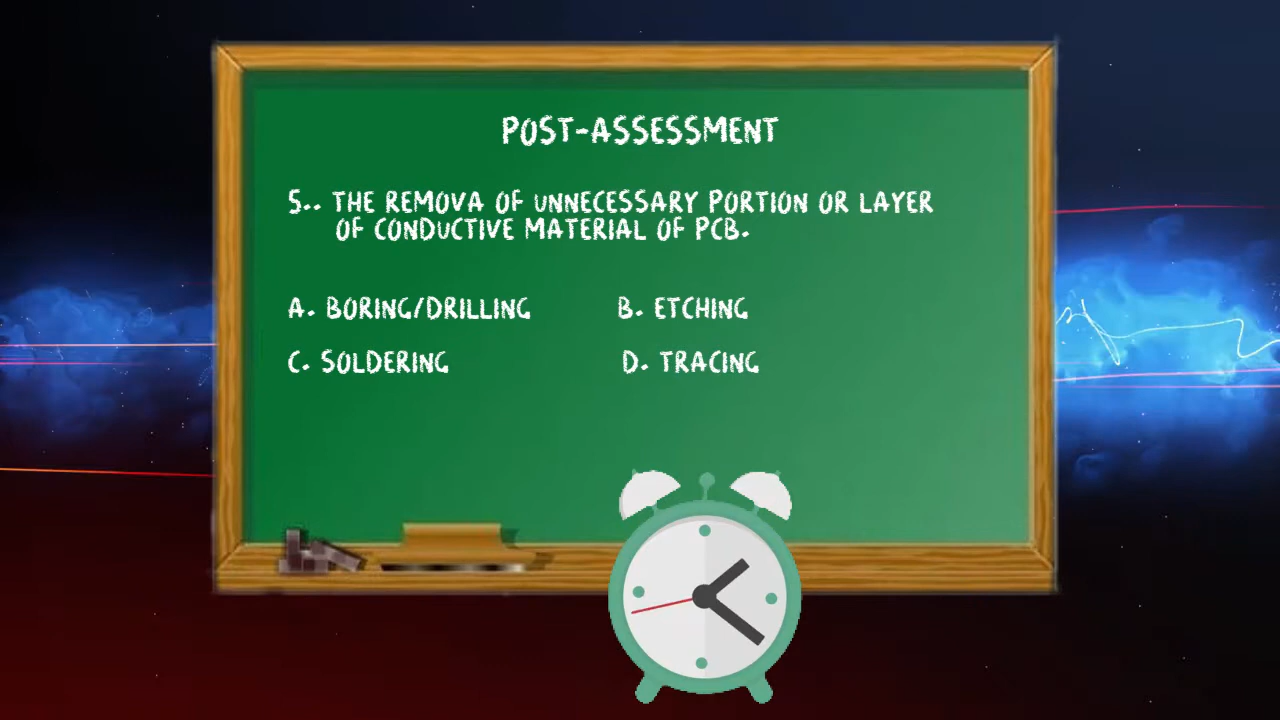 POST-ASSESSMENT
5.. THE REMOVA OF UNNECESSARY PORTION OR LAYER
OF CONDUCTIVE MATERIAL OF PCB.
A. BORING/DRILLING B. ETCHING
C. SOLDERING D. TRACING